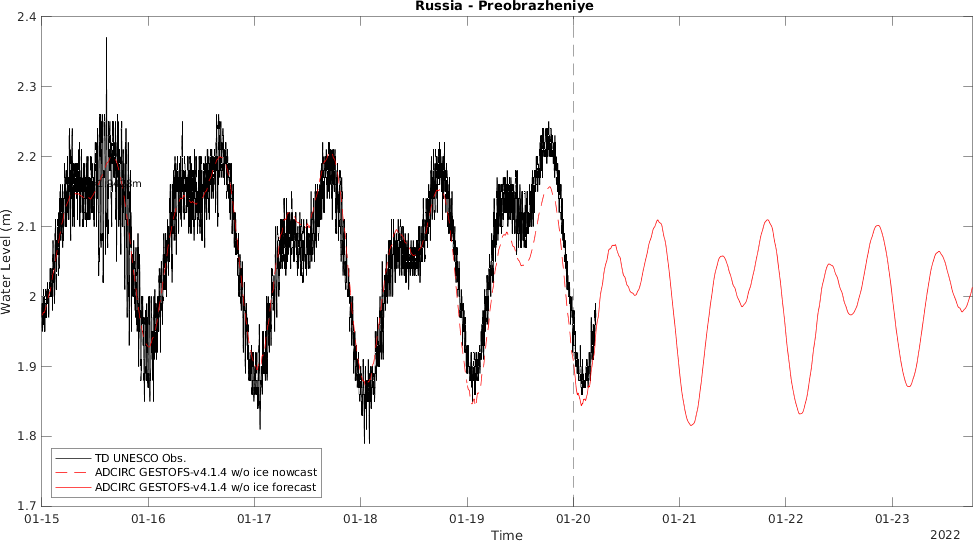 Russia - Preobrazheniye
Water Level (m)
2.4
2.3
2.2
2.1
2
1.9
1.8
1.7
TD UNESCO Obs.
ADCIRC GESTOFS-v4.1.4 w/o ice nowcast
ADCIRC GESTOFS-v4.1.4 w/o ice forecast
01-15 01-16 01-17 01-18 01-19 01-20 01-21 01-22 01-23
Time
2022